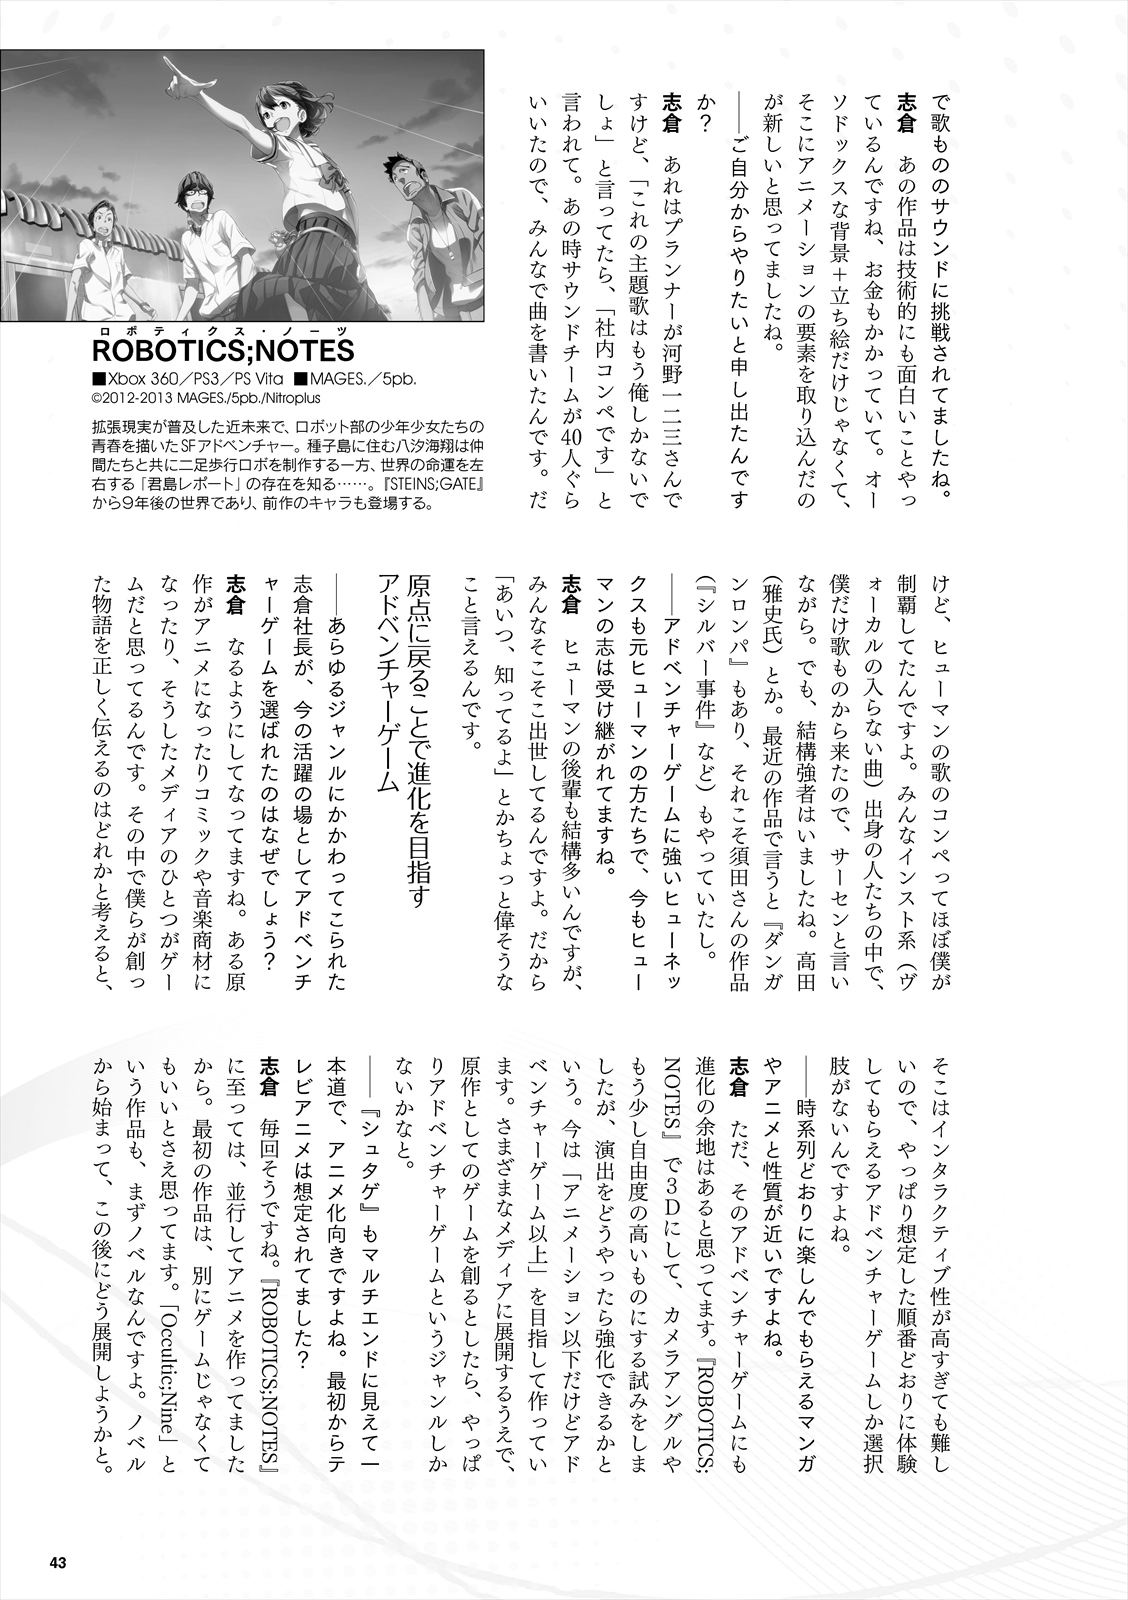 で歌もののサウンドに挑戦されてましたね。
志倉　あの作品は技術的にも面白いことやっ
ているんですね、お金もかかっていて。オー
ソドックスな背景＋立ち絵だけじゃなくて、
そこにアニメーションの要素を取り込んだの
が新しいと思ってましたね。
――ご自分からやりたいと申し出たんです
か？
志倉　あれはプランナーが河野一二三さんで
すけど、「これの主題歌はもう俺しかないで
しょ」と言ってたら、「社内コンペです」と
言われて。あの時サウンドチームが40人ぐら
いいたので、みんなで曲を書いたんです。だ
ロボティクス・ノーツ
ROBOTICS;NOTES
■Xbox 360／PS3／PS Vita ■MAGES.／5pb.
©2012-2013 MAGES./5pb./Nitroplus
拡張現実が普及した近未来で、ロボット部の少年少女たちの
青春を描いたSFアドベンチャー。種子島に住む八汐海翔は仲
間たちと共に二足歩行ロボを制作する一方、世界の命運を左
右する「君島レポート」の存在を知る……。『STEINS;GATE』
から9年後の世界であり、前作のキャラも登場する。
けど、ヒューマンの歌のコンペってほぼ僕が
制覇してたんですよ。みんなインスト系（ヴ
ォーカルの入らない曲）出身の人たちの中で、
僕だけ歌ものから来たので、サーセンと言い
ながら。でも、結構強者はいましたね。高田
（雅史氏）とか。最近の作品で言うと『ダンガ
ンロンパ』もあり、それこそ須田さんの作品
（『シルバー事件』など）もやっていたし。
――アドベンチャーゲームに強いヒューネッ
クスも元ヒューマンの方たちで、今もヒュー
マンの志は受け継がれてますね。
志倉　ヒューマンの後輩も結構多いんですが、
みんなそこそこ出世してるんですよ。だから
「あいつ、知ってるよ」とかちょっと偉そうな
こと言えるんです。
原点に戻ることで進化を目指す
アドベンチャーゲーム
――あらゆるジャンルにかかわってこられた
志倉社長が、今の活躍の場としてアドベンチ
ャーゲームを選ばれたのはなぜでしょう？
志倉　なるようにしてなってますね。ある原
作がアニメになったりコミックや音楽商材に
なったり、そうしたメディアのひとつがゲー
ムだと思ってるんです。その中で僕らが創っ
た物語を正しく伝えるのはどれかと考えると、
そこはインタラクティブ性が高すぎても難し
いので、やっぱり想定した順番どおりに体験
してもらえるアドベンチャーゲームしか選択
肢がないんですよね。
――時系列どおりに楽しんでもらえるマンガ
やアニメと性質が近いですよね。
志倉　ただ、そのアドベンチャーゲームにも
進化の余地はあると思ってます。『ROBOTICS;
NOTES』で3Dにして、カメラアングルや
もう少し自由度の高いものにする試みをしま
したが、演出をどうやったら強化できるかと
いう。今は「アニメーション以下だけどアド
ベンチャーゲーム以上」を目指して作ってい
ます。さまざまなメディアに展開するうえで、
原作としてのゲームを創るとしたら、やっぱ
りアドベンチャーゲームというジャンルしか
ないかなと。
――『シュタゲ』もマルチエンドに見えて一
本道で、アニメ化向きですよね。最初からテ
レビアニメは想定されてました？
志倉　毎回そうですね。『ROBOTICS;NOTES』
に至っては、並行してアニメを作ってました
から。最初の作品は、別にゲームじゃなくて
もいいとさえ思ってます。「Occultic;Nine」と
いう作品も、まずノベルなんですよ。ノベル
から始まって、この後にどう展開しようかと。
43